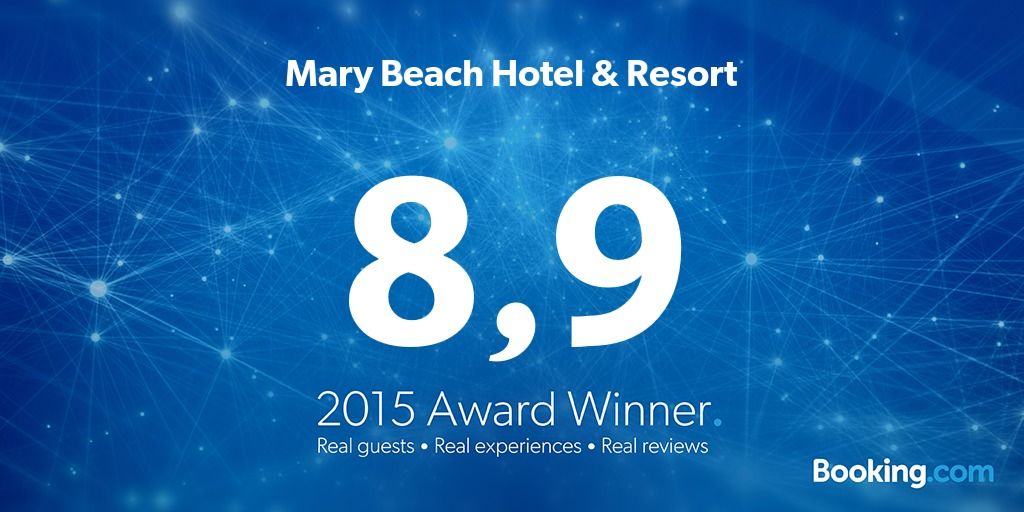 Mary Beach Hotel & Resort
8,9
2015 Award Winner.
Real guests • Real experiences • Real reviews
Booking.com